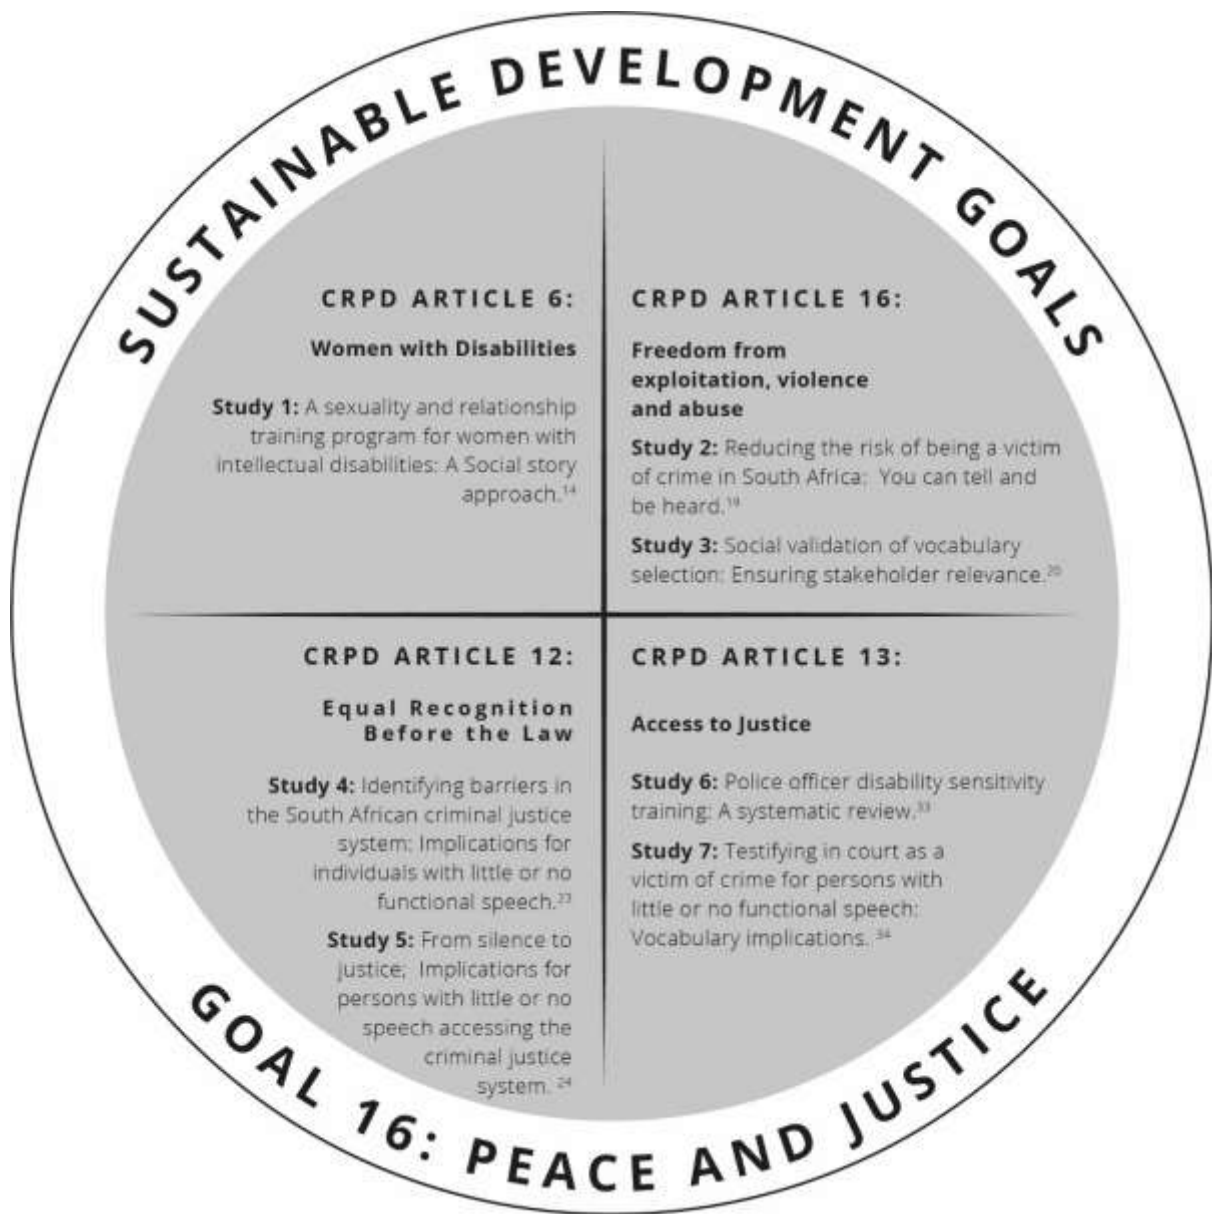 SUSTAINABLE DEVELOPMENT GOALS
CRPD ARTICLE 6:
Women with Disabilities
Study 1: A sexuality and relationship
training program for women with
intellectual disabilities: A Social story
approach.¹⁴
CRPD ARTICLE 16:
Freedom from
exploitation, violence
and abuse
Study 2: Reducing the risk of being a victim
of crime in South Africa: You can tell and
be heard.¹⁹
Study 3: Social validation of vocabulary
selection: Ensuring stakeholder relevance.²⁰
CRPD ARTICLE 12:
Equal Recognition
Before the Law
Study 4: Identifying barriers in
the South African criminal justice
system: Implications for
individuals with little or no
functional speech.²³
Study 5: From silence to
justice; Implications for
persons with little or no
speech accessing the
criminal justice
system. ²⁴
CRPD ARTICLE 13:
Access to Justice
Study 6: Police officer disability sensitivity
training: A systematic review.³³
Study 7: Testifying in court as a
victim of crime for persons with
little or no functional speech:
Vocabulary implications. ³⁴
GOAL 16: PEACE AND JUSTICE